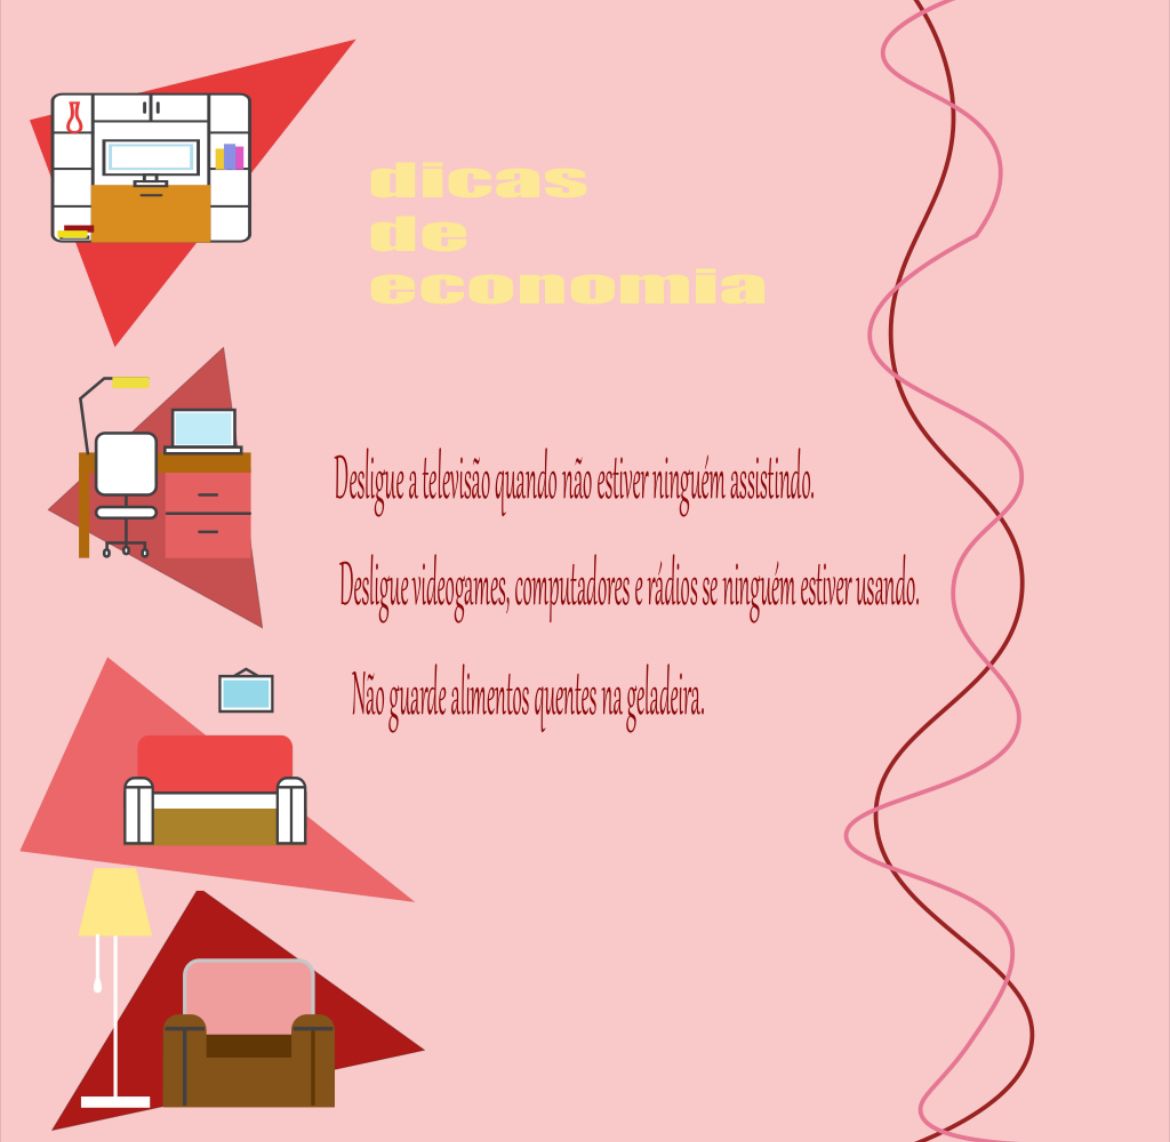 dicas
de
economia
Desligue a televisão quando não estiver ninguém assistindo.
Desligue videogames, computadores e rádios se ninguém estiver usando.
Não guarde alimentos quentes na geladeira.